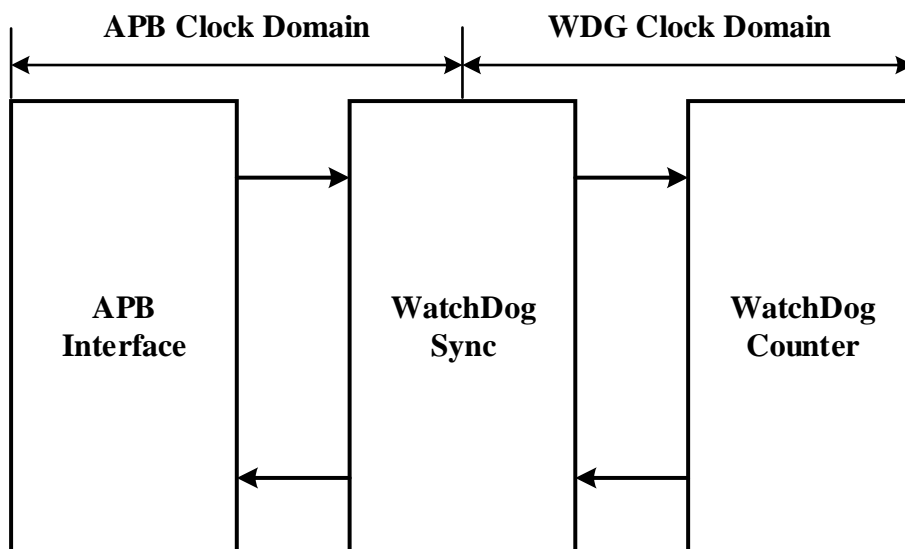 APB Clock Domain
WDG Clock Domain
APB
Interface
WatchDog
Sync
WatchDog
Counter